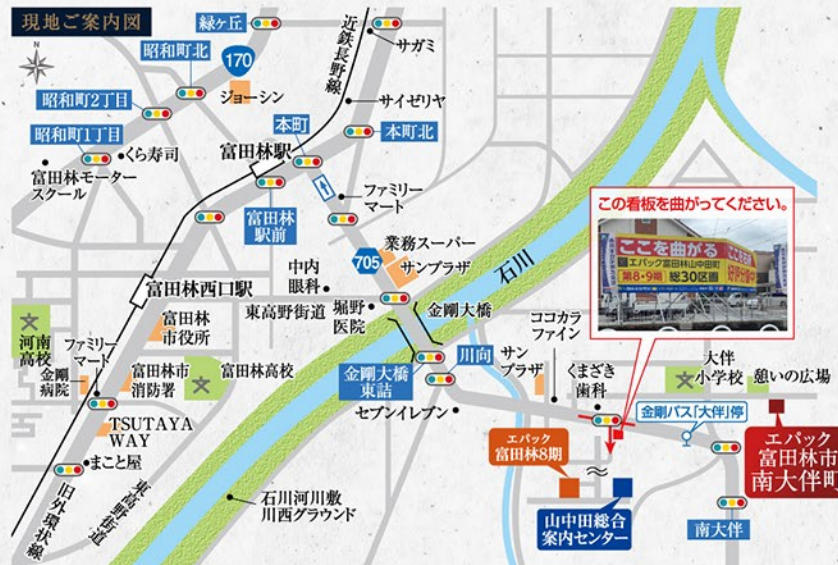 現地ご案内図
N
緑ヶ丘
昭和町北
170
ジョーシン
近鉄長野線
サガミ
サイゼリヤ
昭和町2丁目
昭和町1丁目
くら寿司
富田林モーター
スクール
本町
本町北
富田林駅
富田林
駅前
ファミリー
マート
業務スーパー
705
サンプラザ
石川
この看板を曲がってください。
ここを曲がる
エバック富田林山中田町
第8・9期
総30区画
中内
眼科
富田林西口駅
東高野街道
堀野
医院
金剛大橋
河南
高校
ファミリー
マート
富田林
市役所
金剛
病院
富田林市
消防署
富田林高校
金剛大橋
東詰
川向
サン
プラザ
ココカラ
ファイン
くまざき
歯科
大伴
小学校
憩いの広場
セブンイレブン
金剛バス「大伴」停
TSUTAYA
WAY
まこと屋
旧外環状線
東高野街道
石川河川敷
川西グラウンド
エバック
富田林8期
山中田総合
案内センター
エバック
富田林市
南大伴町
南大伴